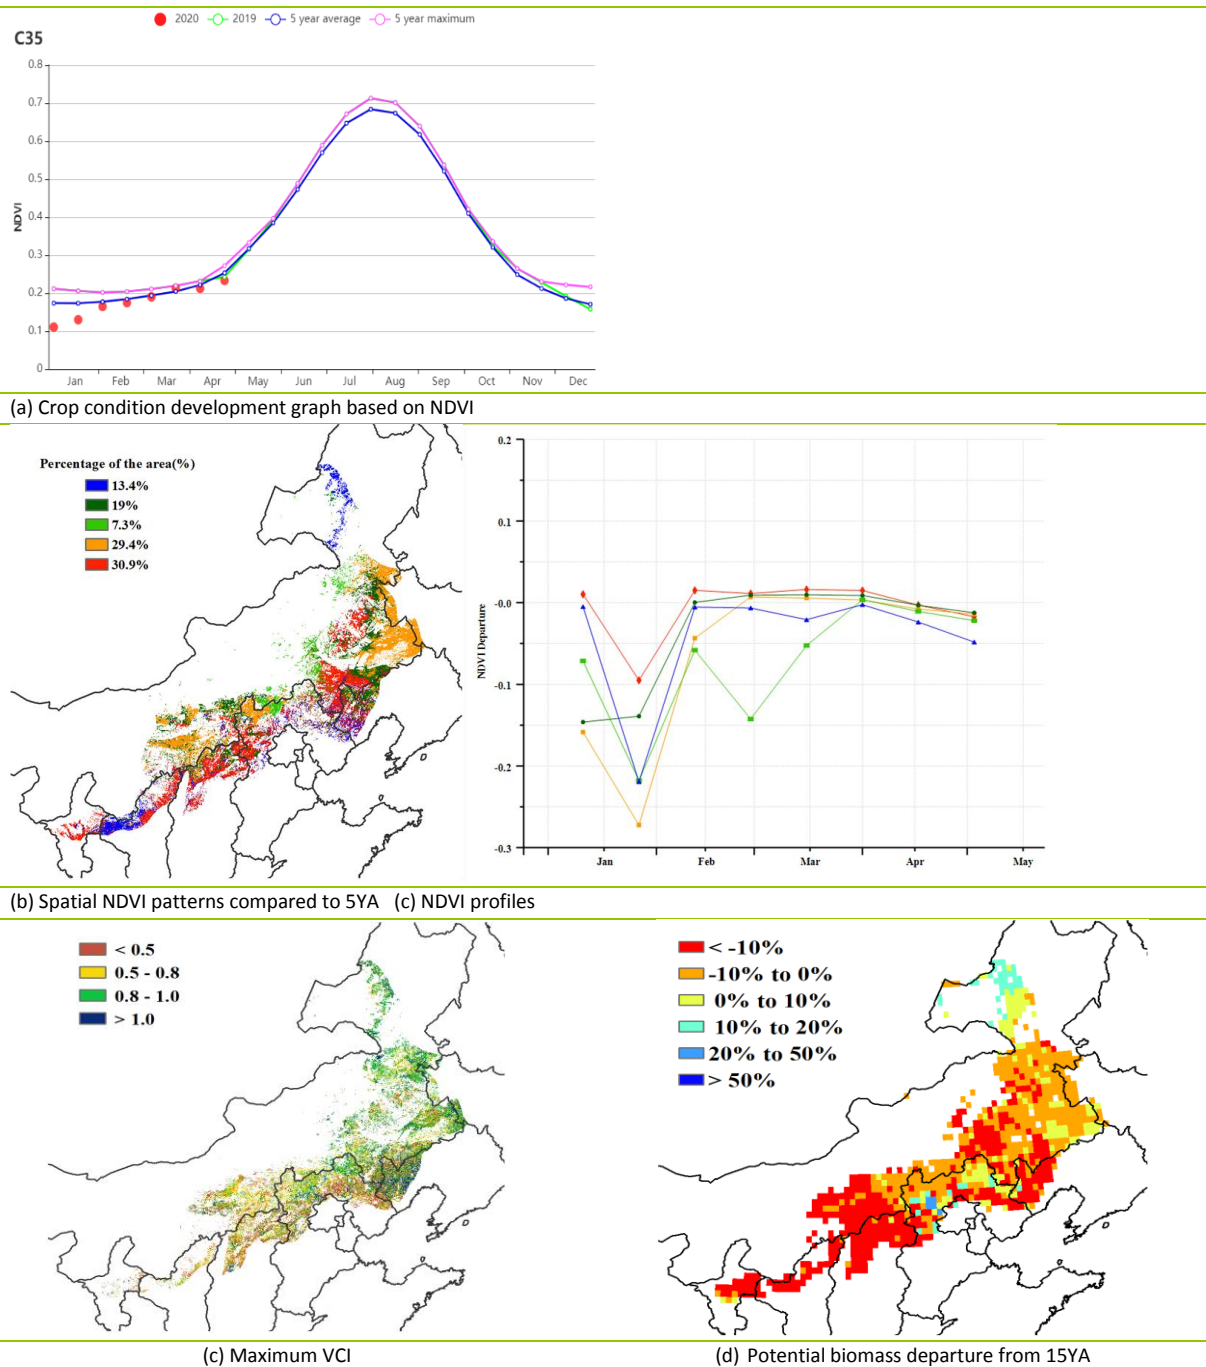 2020 2019 5 year average 5 year maximum
C35
0.8
0.7
0.6
0.5
0.4
0.3
0.2
0.1
0
NDVI
Jan Feb Mar Apr May Jun Jul Aug Sep Oct Nov Dec
(a) Crop condition development graph based on NDVI
Percentage of the area(%)
13.4%
19%
7.3%
29.4%
30.9%
0.2
0.1
-0.0
-0.1
-0.2
-0.3
NDVI Departure
Jan Feb Mar Apr May
(b) Spatial NDVI patterns compared to 5YA (c) NDVI profiles
< 0.5
0.5 - 0.8
0.8 - 1.0
> 1.0
< -10%
-10% to 0%
0% to 10%
10% to 20%
20% to 50%
> 50%
(c) Maximum VCI
(d) Potential biomass departure from 15YA